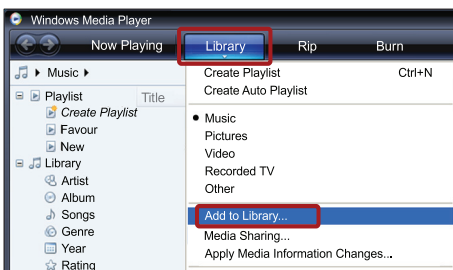 Windows Media Player
Now Playing Library Rip Burn
Music
Playlist
Create Playlist
Favour
New
Library
Artist
Album
Songs
Genre
Year
Rating
Title
Create Playlist Ctrl+N
Create Auto Playlist
Music
Pictures
Video
Recorded TV
Other
Add to Library...
Media Sharing...
Apply Media Information Changes...